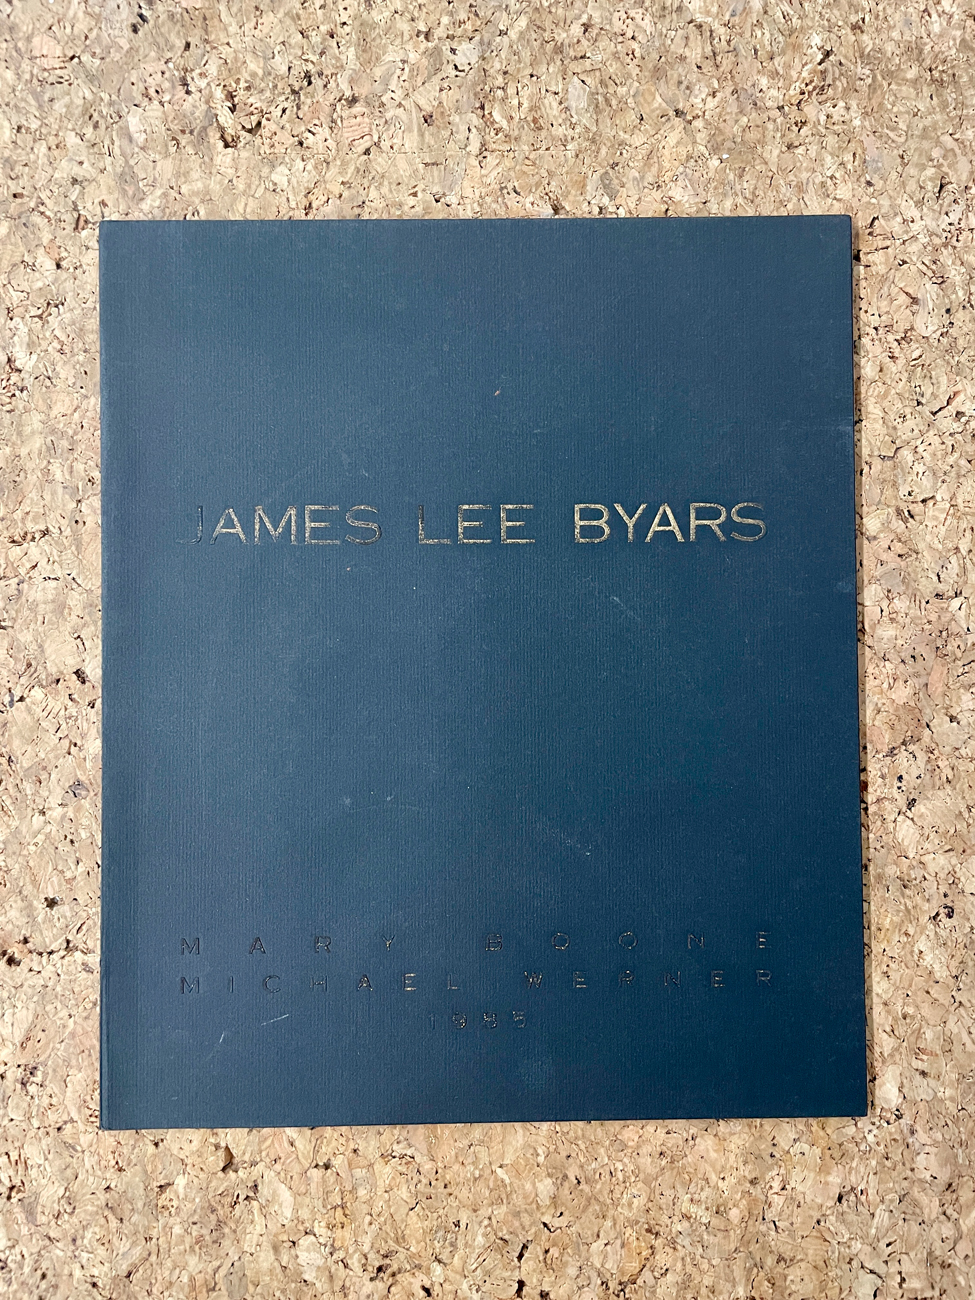 JAMES LEE BYARS
MARY BOONE
MICHAEL WERNER
1985